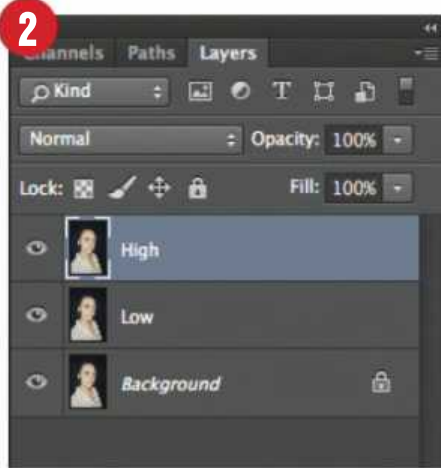 2
Channels Paths Layers
Kind
Normal Opacity: 100%
Lock: Fill: 100%
High
Low
Background